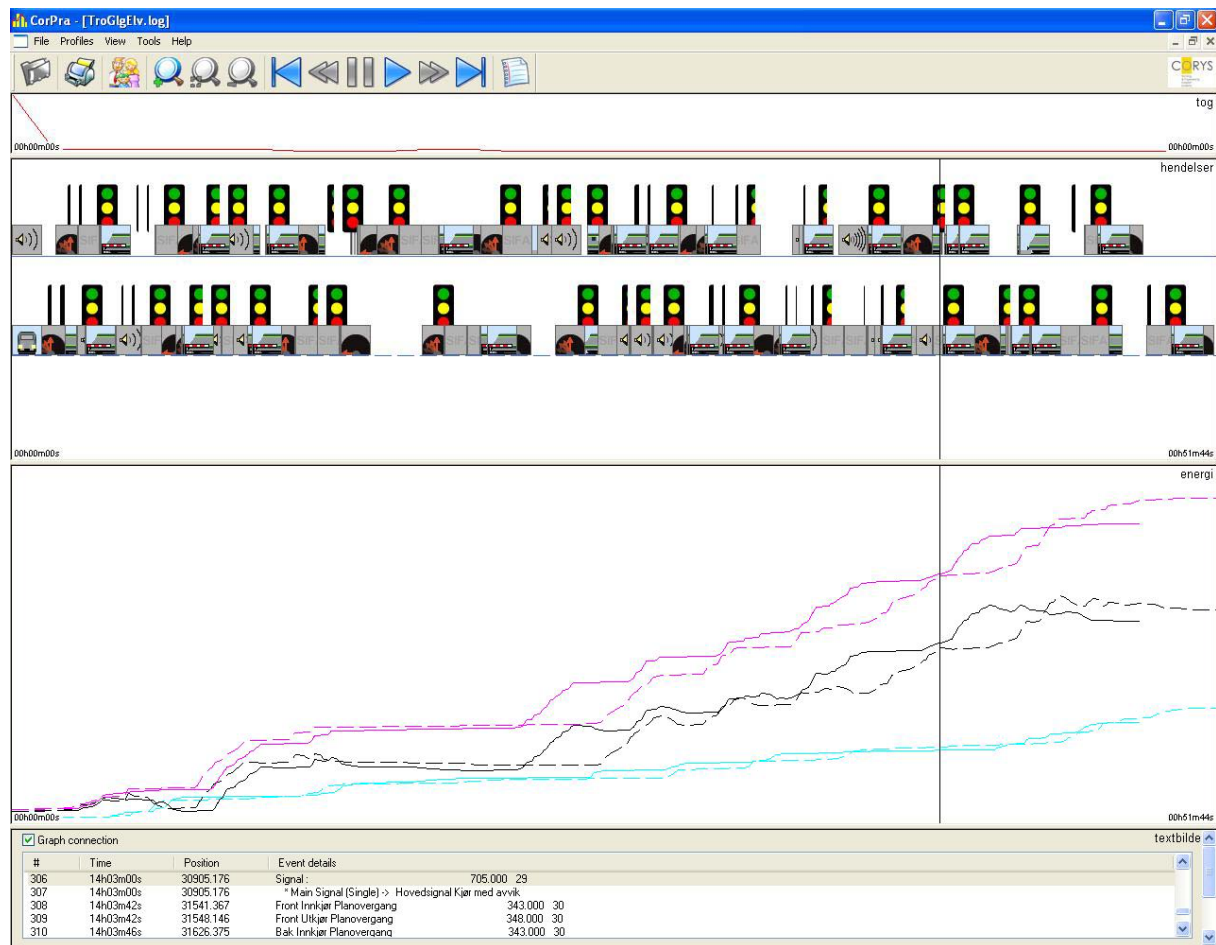 CorPra - [TroGlgElv.log]
File Profiles View Tools Help
CORYS
tog
00h00m00s 00h00m00s
hendelser
SIFA
00h00m00s 00h51m44s
energi
00h00m00s 00h51m44s
Graph connection textbilde
# Time Position Event details
306 14h03m00s 30905.176 Signal : 705.000 29
307 14h03m00s 30905.176 * Main Signal (Single) -> Hovedsignal Kjør med avvik
308 14h03m42s 31541.367 Front Innkjør Planovergang 343.000 30
309 14h03m42s 31548.146 Front Utkjør Planovergang 348.000 30
310 14h03m46s 31626.375 Bak Innkjør Planovergang 343.000 30